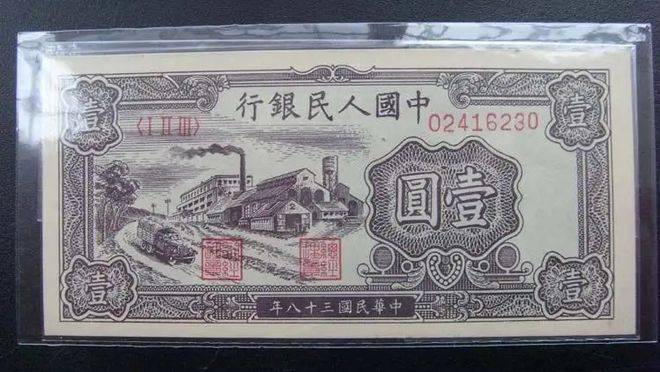 中國人民銀行
〈I II III〉
02416230
壹圓
中華民國三十八年
壹
壹
壹
壹